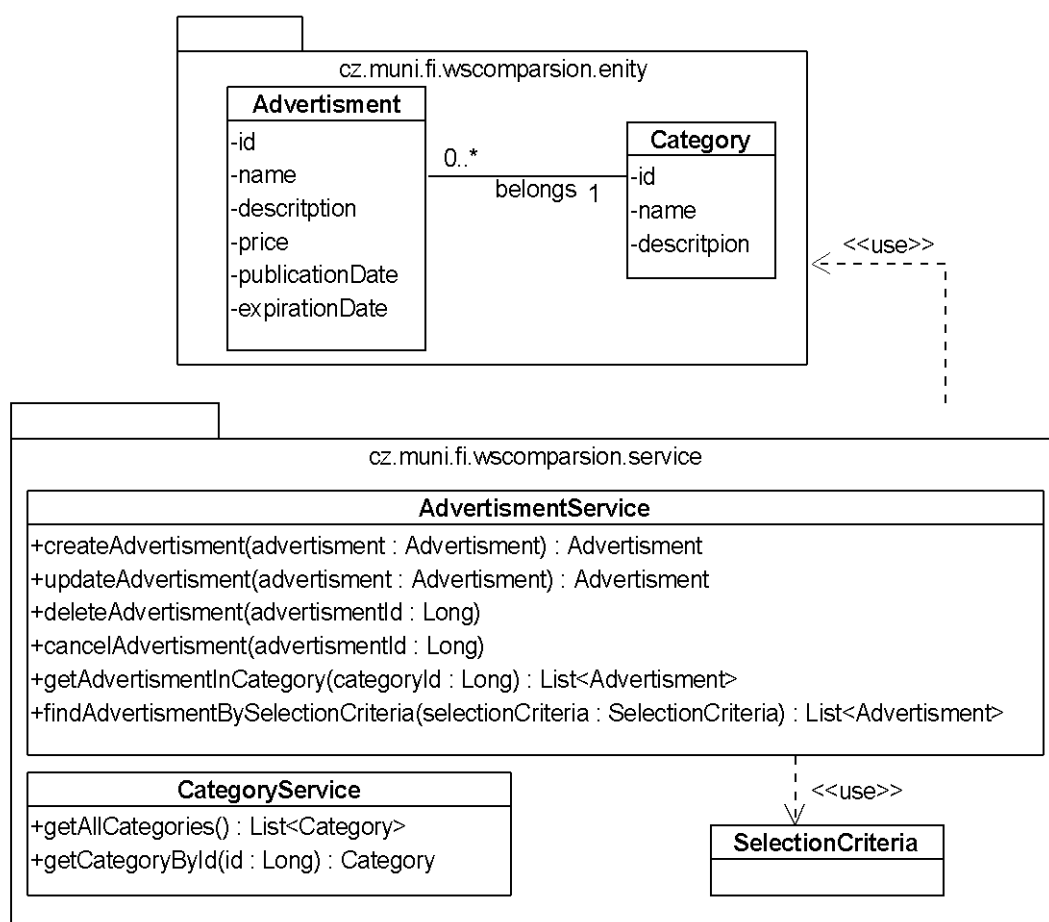 cz.muni.fi.wscomparsion.enity
Advertisment
-id
-name
-descritption
-price
-publicationDate
-expirationDate
0..*
belongs 1
Category
-id
-name
-descritpion
<<use>>
cz.muni.fi.wscomparsion.service
AdvertismentService
+createAdvertisment(advertisment : Advertisment) : Advertisment
+updateAdvertisment(advertisment : Advertisment) : Advertisment
+deleteAdvertisment(advertismentId : Long)
+cancelAdvertisment(advertismentId : Long)
+getAdvertismentInCategory(categoryId : Long) : List<Advertisment>
+findAdvertismentBySelectionCriteria(selectionCriteria : SelectionCriteria) : List<Advertisment>
CategoryService
+getAllCategories() : List<Category>
+getCategoryById(id : Long) : Category
<<use>>
SelectionCriteria